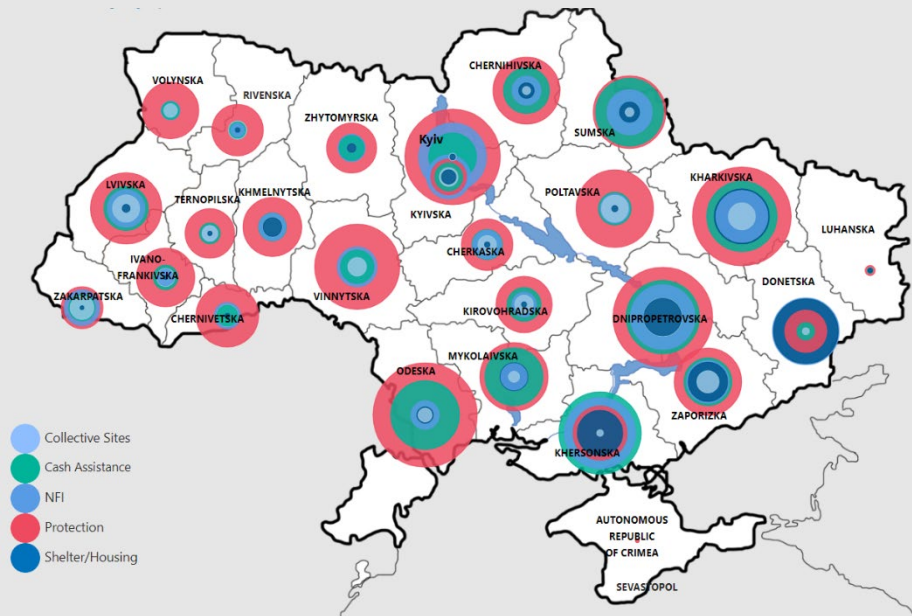 CHERNIHIVSKA
VOLYNSKA
RIVENSKA
ZHYTOMYRSKA
Kyiv
SUMSKA
KHARKIVSKA
LVIVSKA
TERNOPILSKA
KHMELNYTSKA
POLTAVSKA
KYIVSKA
LUHANSKA
CHERKASKA
IVANO-
FRANKIVSKA
DONETSKA
ZAKARPATSKA
VINNYTSKA
KIROVOHRADSKA
DNIPROPETROVSKA
CHERNIVETSKA
MYKOLAIVSKA
ODESKA
ZAPORIZKA
KHERSONSKA
Collective Sites
Cash Assistance
NFI
Protection
Shelter/Housing
AUTONOMOUS
REPUBLIC
OF CRIMEA
SEVASTOPOL